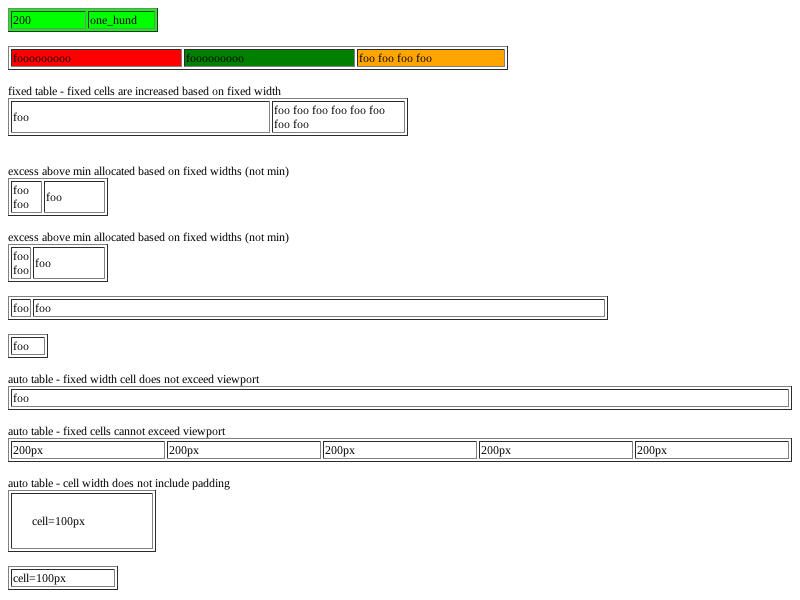 200 one_hund
fooooooooo fooooooooo foo foo foo foo
fixed table - fixed cells are increased based on fixed width
foo foo foo foo foo foo foo
foo foo
excess above min allocated based on fixed widths (not min)
foo
foo foo
excess above min allocated based on fixed widths (not min)
foo
foo foo
foo foo
foo
auto table - fixed width cell does not exceed viewport
foo
auto table - fixed cells cannot exceed viewport
200px 200px 200px 200px 200px
auto table - cell width does not include padding
cell=100px
cell=100px